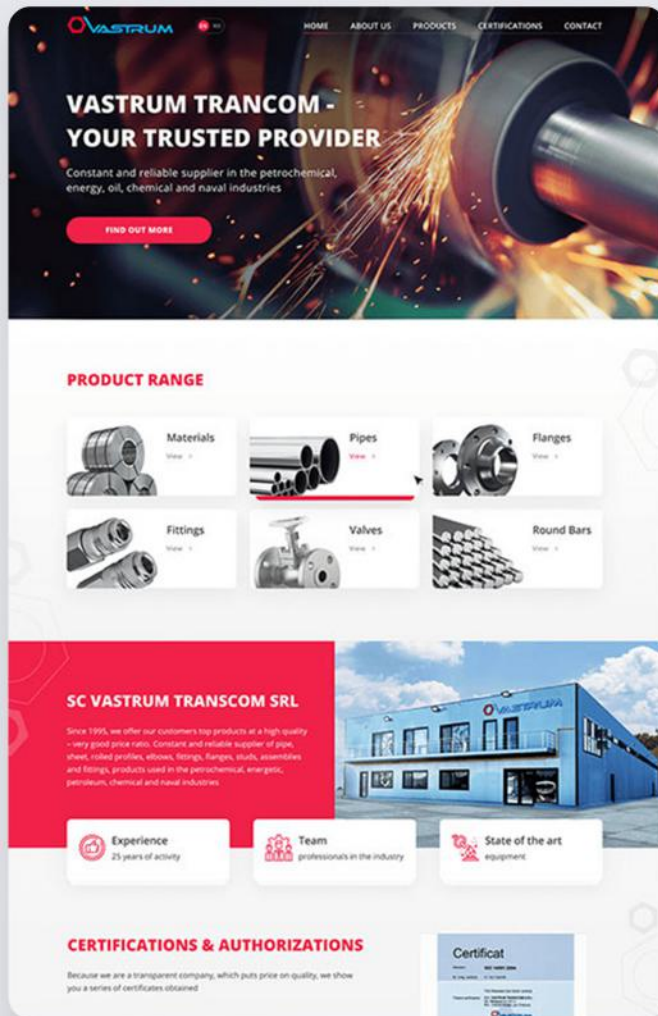 VASTRUM
EN RO
HOME ABOUT US PRODUCTS CERTIFICATIONS CONTACT
VASTRUM TRANCOM -
YOUR TRUSTED PROVIDER
Constant and reliable supplier in the petrochemical,
energy, oil, chemical and naval industries
FIND OUT MORE
PRODUCT RANGE
Materials
View
Pipes
View
Flanges
View
Fittings
View
Valves
View
Round Bars
View
SC VASTRUM TRANSCOM SRL
Since 1995, we offer our customers top products at a high quality
– very good price ratio. Constant and reliable supplier of pipe,
sheet, rolled profiles, elbows, fittings, flanges, studs, assemblies
and fittings, products used in the petrochemical, energetic,
petroleum, chemical and naval industries
VASTRUM
Experience
25 years of activity
Team
professionals in the industry
State of the art
equipment
CERTIFICATIONS & AUTHORIZATIONS
Because we are a transparent company, which puts price on quality, we show
you a series of certificates obtained
Certificat